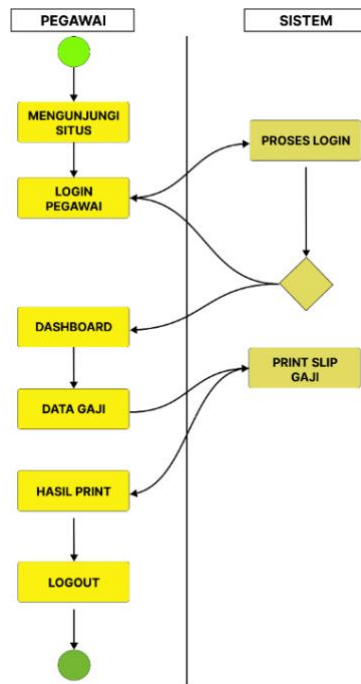 PEGAWAI
SISTEM
MENGUNJUNGI
SITUS
PROSES LOGIN
LOGIN
PEGAWAI
DASHBOARD
PRINT SLIP
GAJI
DATA GAJI
HASIL PRINT
LOGOUT